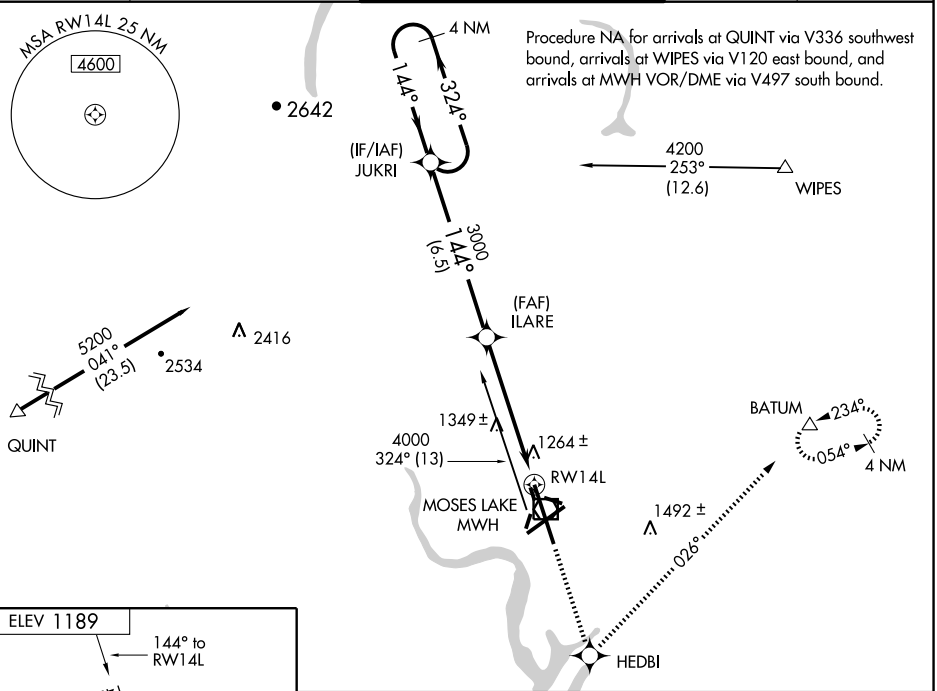 MSA RW14L 25 NM
4600
2642
4 NM
144°
324°
(IF/IAF)
JUKRI
Procedure NA for arrivals at QUINT via V336 southwest
bound, arrivals at WIPES via V120 east bound, and
arrivals at MWH VOR/DME via V497 south bound.
4200
253°
(12.6)
WIPES
3000
144°
(6.5)
(FAF)
ILARE
5200
041°
(23.5)
2534
2416
QUINT
1349 ±
4000
324° (13)
1264 ±
RW14L
MOSES LAKE
MWH
BATUM
234°
054°
4 NM
1492 ±
026°
HEDBI
ELEV 1189
144° to
RW14L